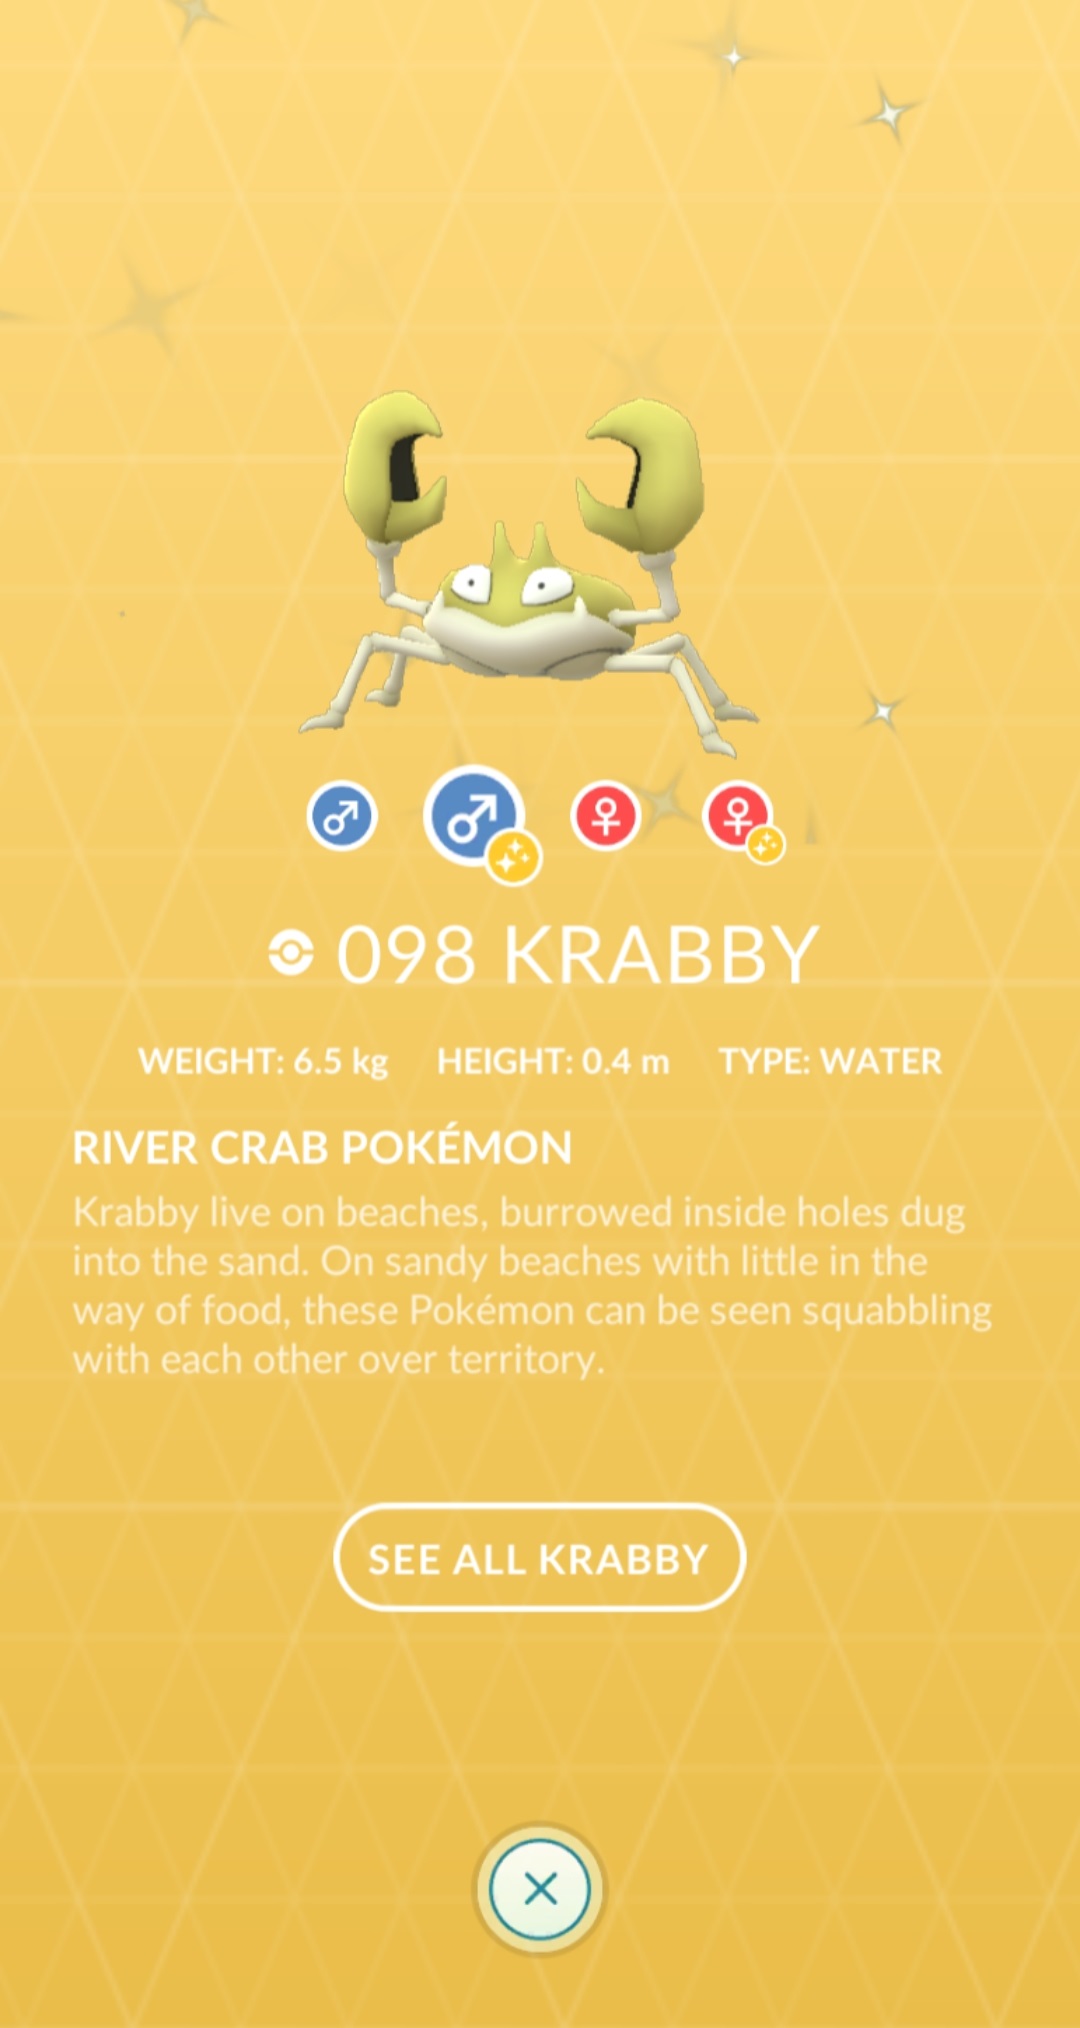 098 KRABBY
WEIGHT: 6.5 kg HEIGHT: 0.4 m TYPE: WATER
RIVER CRAB POKÉMON
Krabby live on beaches, burrowed inside holes dug
into the sand. On sandy beaches with little in the
way of food, these Pokémon can be seen squabbling
with each other over territory.
SEE ALL KRABBY